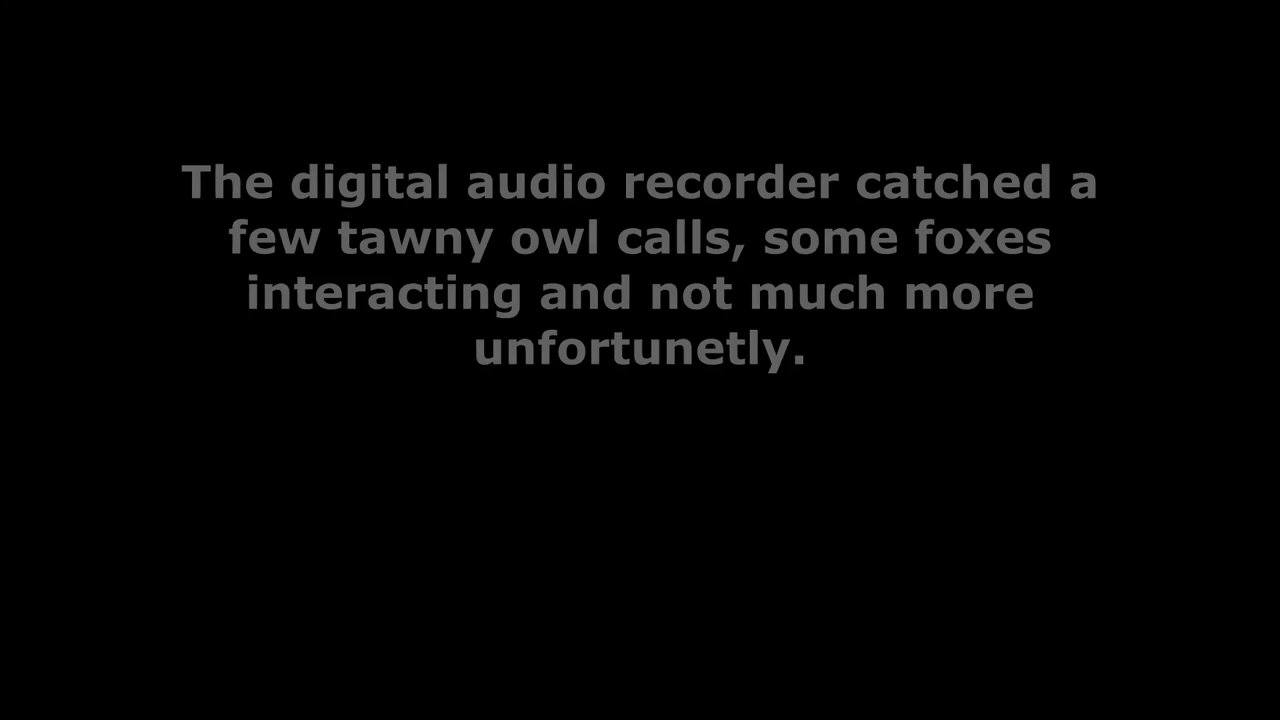 The digital audio recorder catched a
few tawny owl calls, some foxes
interacting and not much more
unfortunetly.